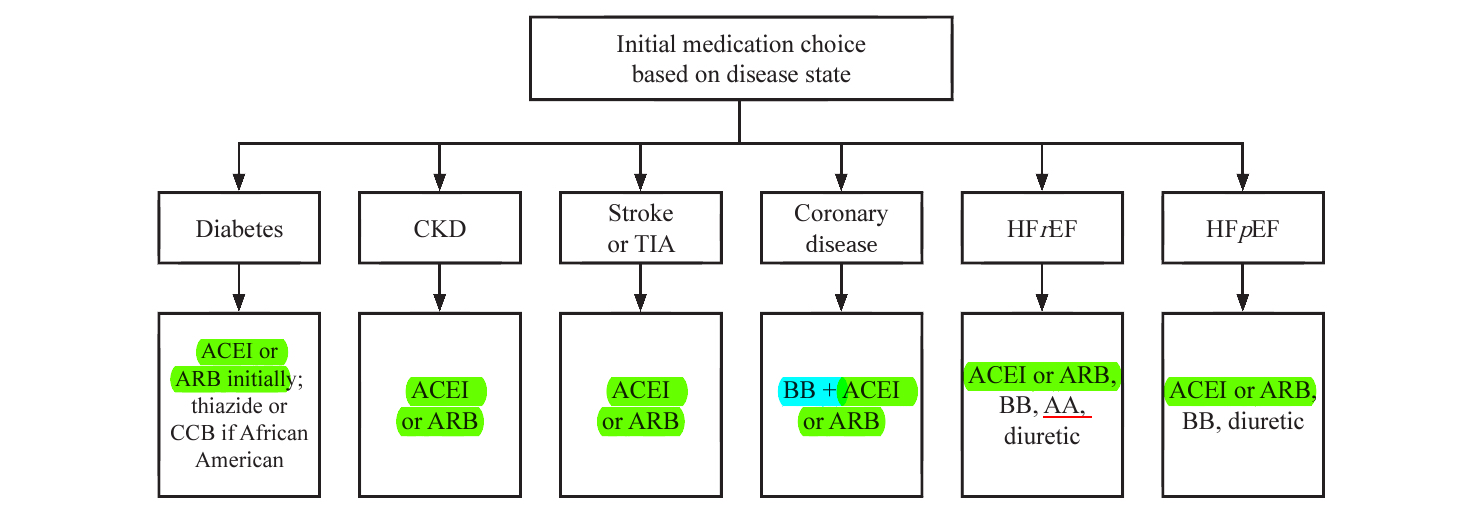 Initial medication choice
based on disease state
Diabetes
CKD
Stroke
or TIA
Coronary
disease
HFrEF
HFpEF
ACEI or
ARB initially;
thiazide or
CCB if African
American
ACEI
or ARB
ACEI
or ARB
BB + ACEI
or ARB
ACEI or ARB,
BB, AA,
diuretic
ACEI or ARB,
BB, diuretic